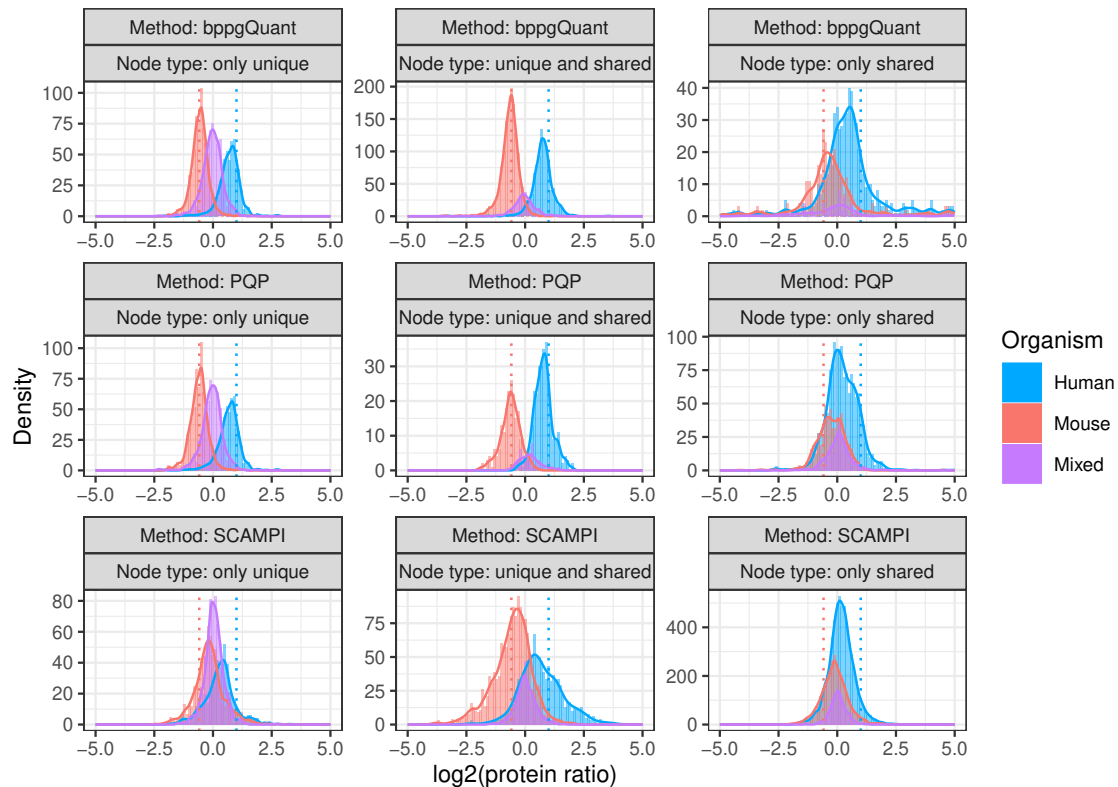 Method: bppgQuant
Node type: only unique
100
75
50
25
0
−5.0 −2.5 0.0 2.5 5.0
Method: bppgQuant
Node type: unique and shared
200
150
100
50
0
−5.0 −2.5 0.0 2.5 5.0
Method: bppgQuant
Node type: only shared
40
30
20
10
0
−5.0 −2.5 0.0 2.5 5.0
Method: PQP
Node type: only unique
100
75
50
25
0
−5.0 −2.5 0.0 2.5 5.0
Method: PQP
Node type: unique and shared
30
20
10
0
−5.0 −2.5 0.0 2.5 5.0
Method: PQP
Node type: only shared
100
75
50
25
0
−5.0 −2.5 0.0 2.5 5.0
Method: SCAMPI
Node type: only unique
80
60
40
20
0
−5.0 −2.5 0.0 2.5 5.0
Method: SCAMPI
Node type: unique and shared
75
50
25
0
−5.0 −2.5 0.0 2.5 5.0
Method: SCAMPI
Node type: only shared
400
200
0
−5.0 −2.5 0.0 2.5 5.0
Density
log2(protein ratio)
Organism
Human
Mouse
Mixed